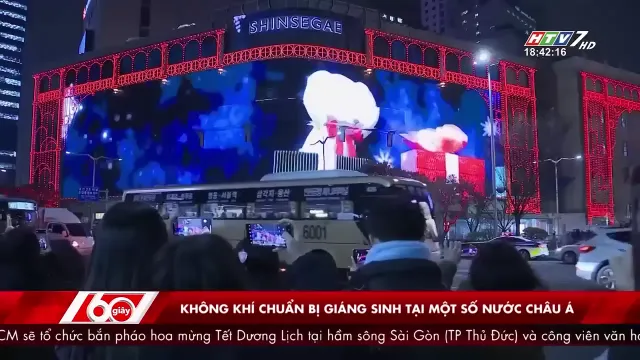 SHINSEGAE
HTV7 HD
18:42:16
6001
60 giây
KHÔNG KHÍ CHUẨN BỊ GIÁNG SINH TẠI MỘT SỐ NƯỚC CHÂU Á
CM sẽ tổ chức bắn pháo hoa mừng Tết Dương Lịch tại hầm sông Sài Gòn (TP Thủ Đức) và công viên văn h